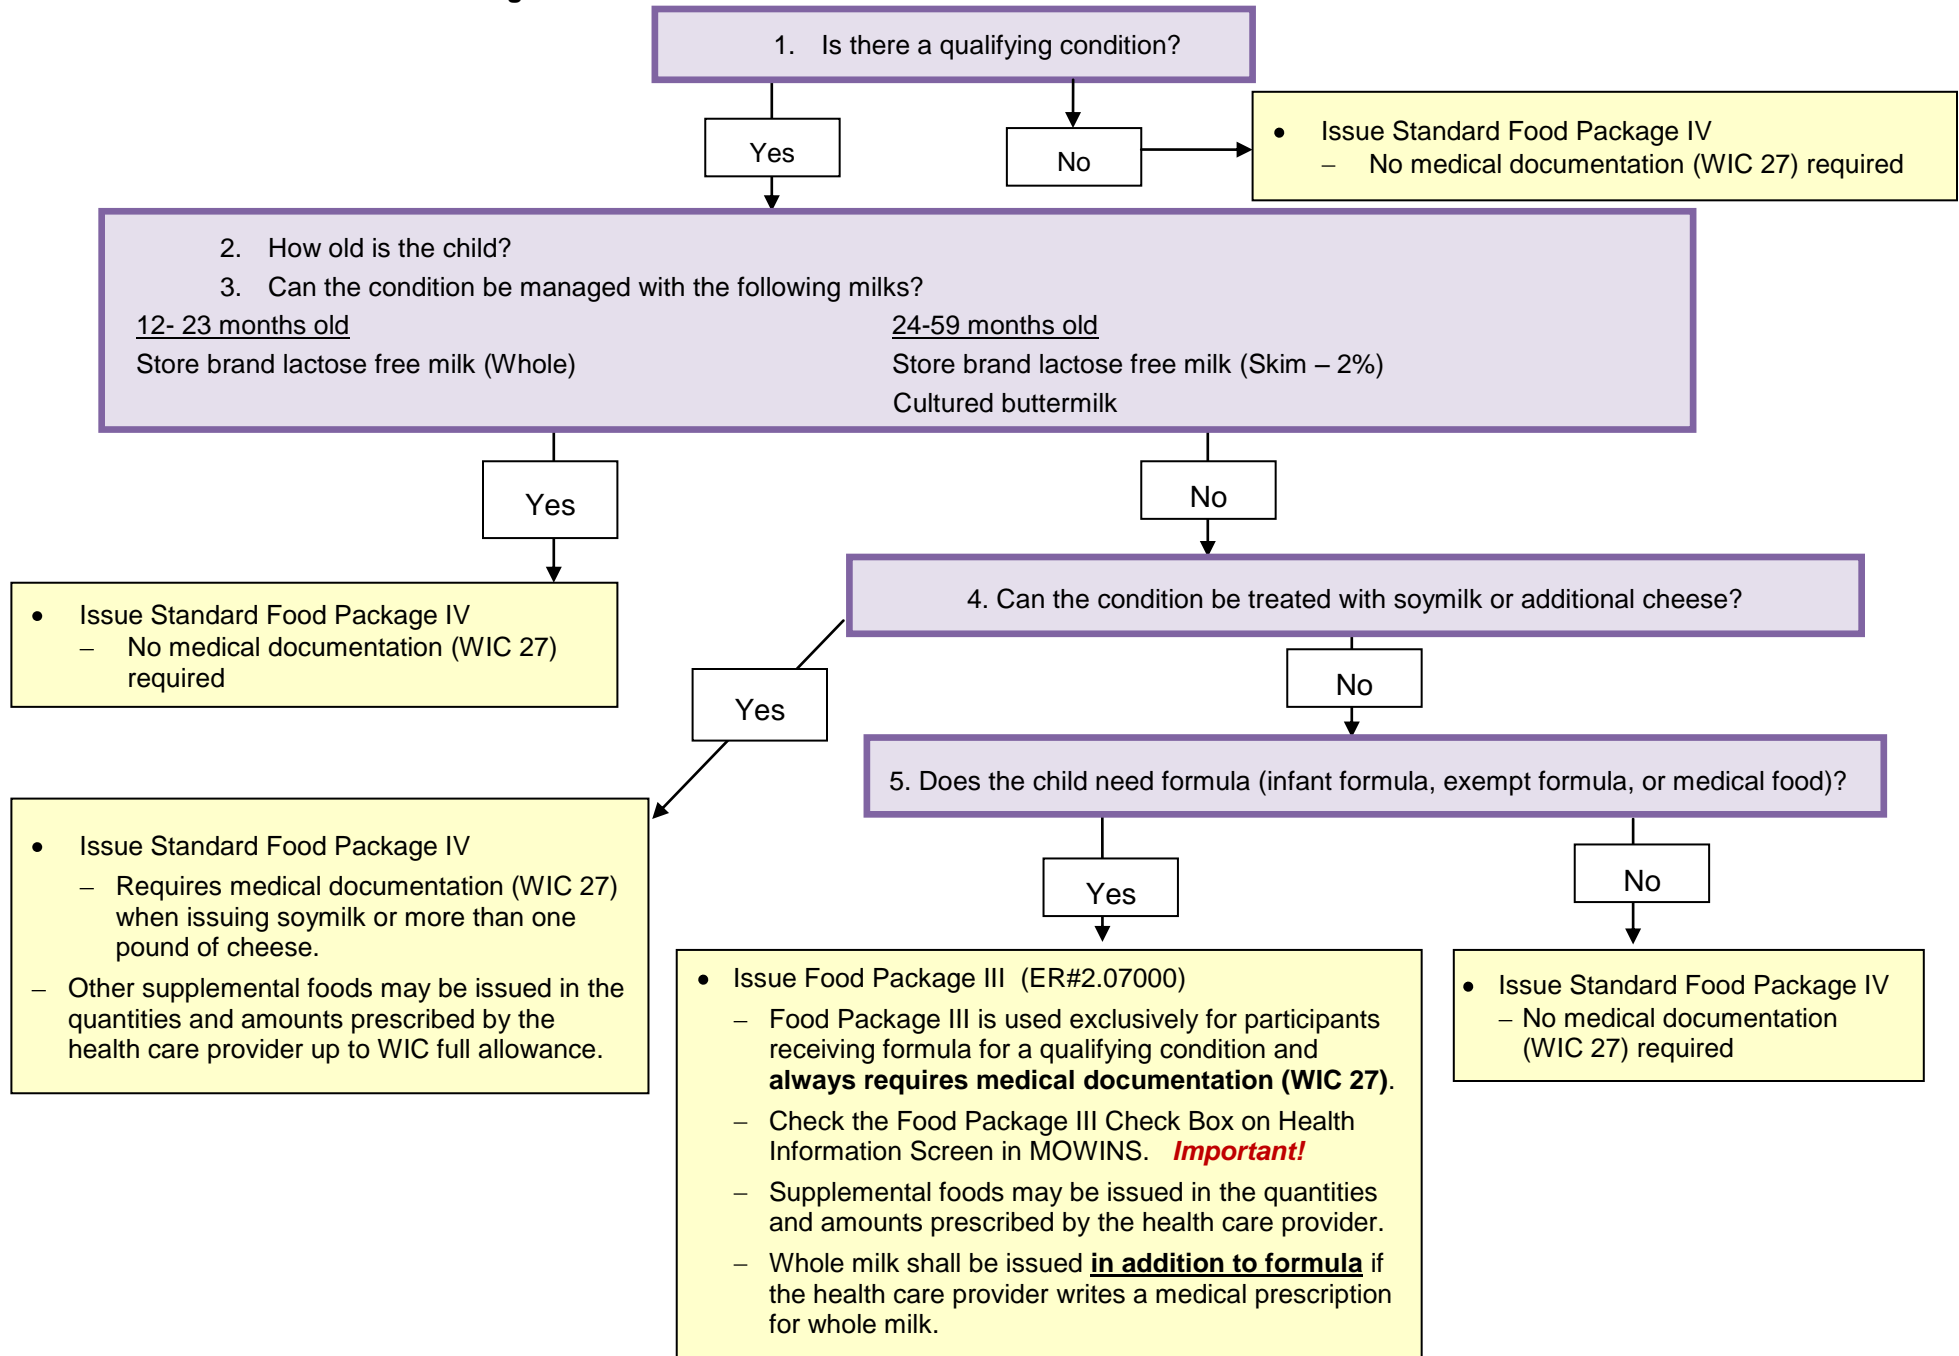 1. Is there a qualifying condition?
Yes
No
• Issue Standard Food Package IV
– No medical documentation (WIC 27) required
2. How old is the child?
3. Can the condition be managed with the following milks?
12- 23 months old
Store brand lactose free milk (Whole)
24-59 months old
Store brand lactose free milk (Skim – 2%)
Cultured buttermilk
Yes
No
• Issue Standard Food Package IV
– No medical documentation (WIC 27)
required
4. Can the condition be treated with soymilk or additional cheese?
Yes
No
• Issue Standard Food Package IV
– Requires medical documentation (WIC 27)
when issuing soymilk or more than one
pound of cheese.
– Other supplemental foods may be issued in the
quantities and amounts prescribed by the
health care provider up to WIC full allowance.
5. Does the child need formula (infant formula, exempt formula, or medical food)?
Yes
No
• Issue Food Package III (ER#2.07000)
– Food Package III is used exclusively for participants
receiving formula for a qualifying condition and
always requires medical documentation (WIC 27).
– Check the Food Package III Check Box on Health
Information Screen in MOWINS. Important!
– Supplemental foods may be issued in the quantities
and amounts prescribed by the health care provider.
– Whole milk shall be issued in addition to formula if
the health care provider writes a medical prescription
for whole milk.
• Issue Standard Food Package IV
– No medical documentation
(WIC 27) required